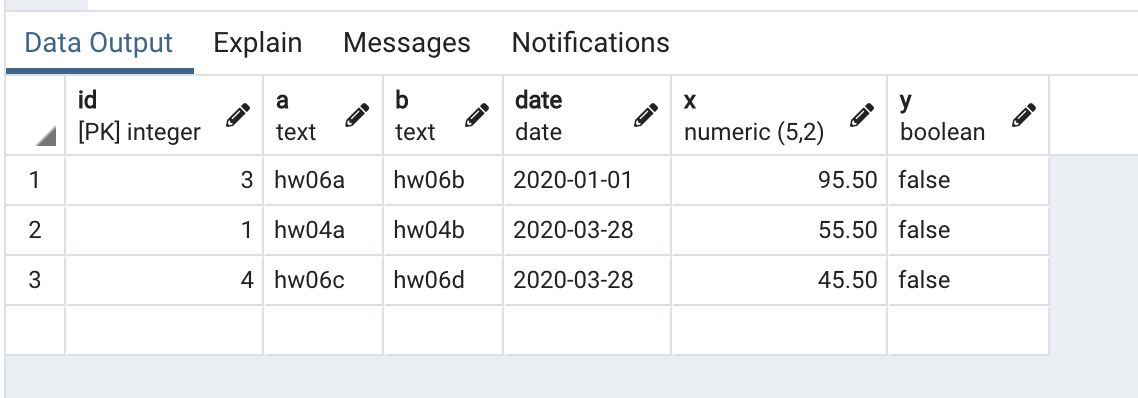 Data Output Explain Messages Notifications
id a b date x y
[PK] integer text text date numeric (5,2) boolean
1 3 hw06a hw06b 2020-01-01 95.50 false
2 1 hw04a hw04b 2020-03-28 55.50 false
3 4 hw06c hw06d 2020-03-28 45.50 false